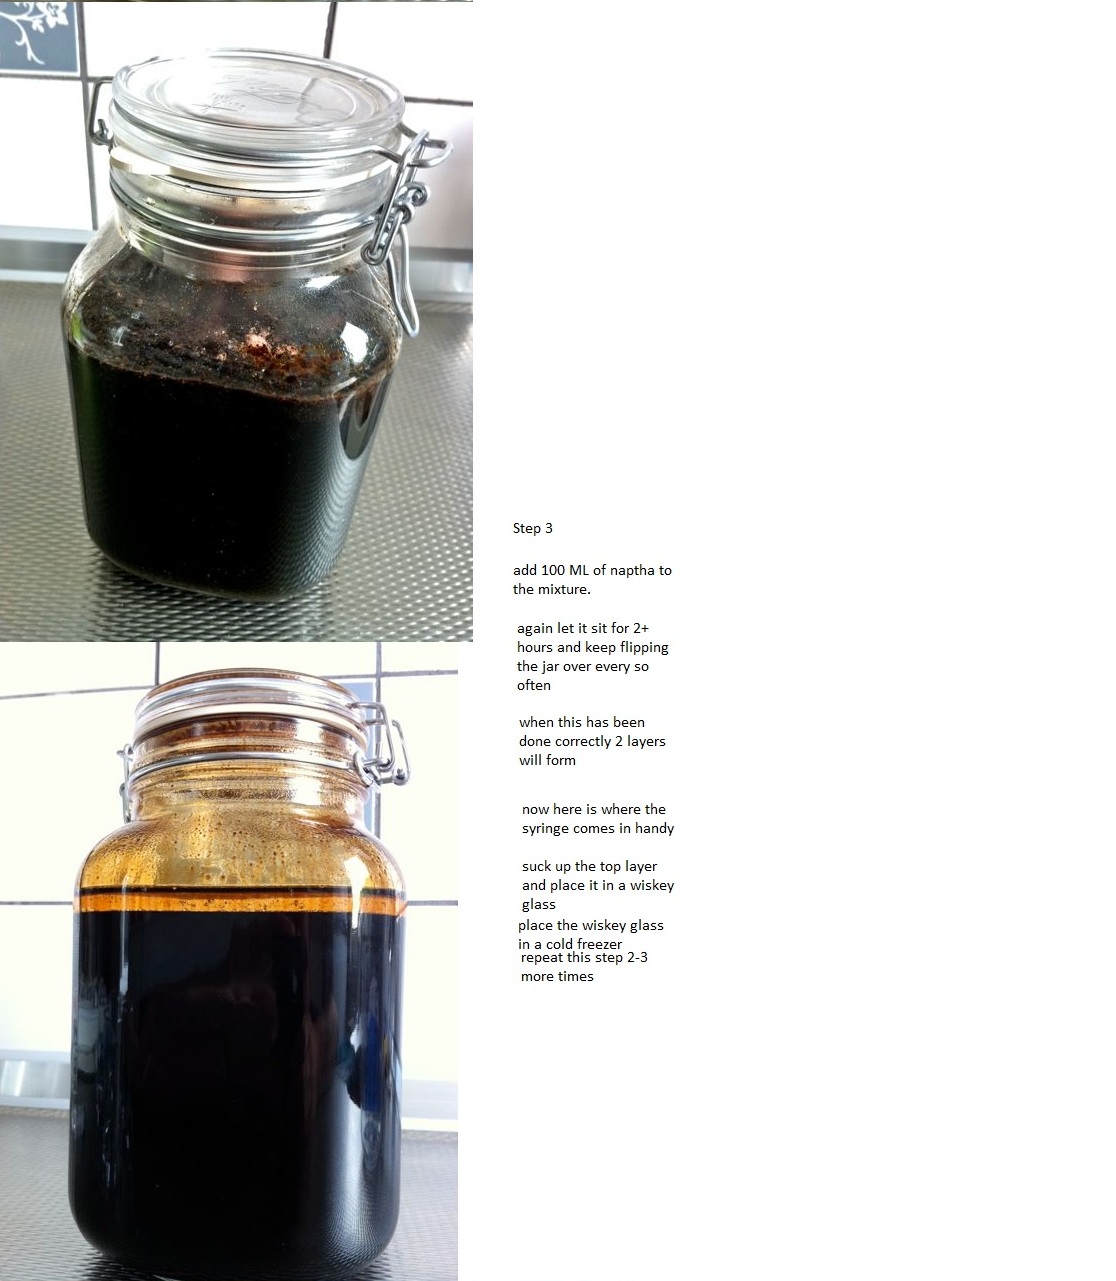 Step 3
add 100 ML of naptha to
the mixture.
again let it sit for 2+
hours and keep flipping
the jar over every so
often
when this has been
done correctly 2 layers
will form
now here is where the
syringe comes in handy
suck up the top layer
and place it in a wiskey
glass
place the wiskey glass
in a cold freezer
repeat this step 2-3
more times